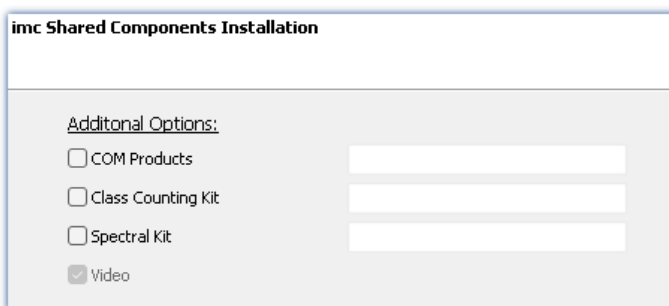 imc Shared Components Installation
Additonal Options:
COM Products
Class Counting Kit
Spectral Kit
Video